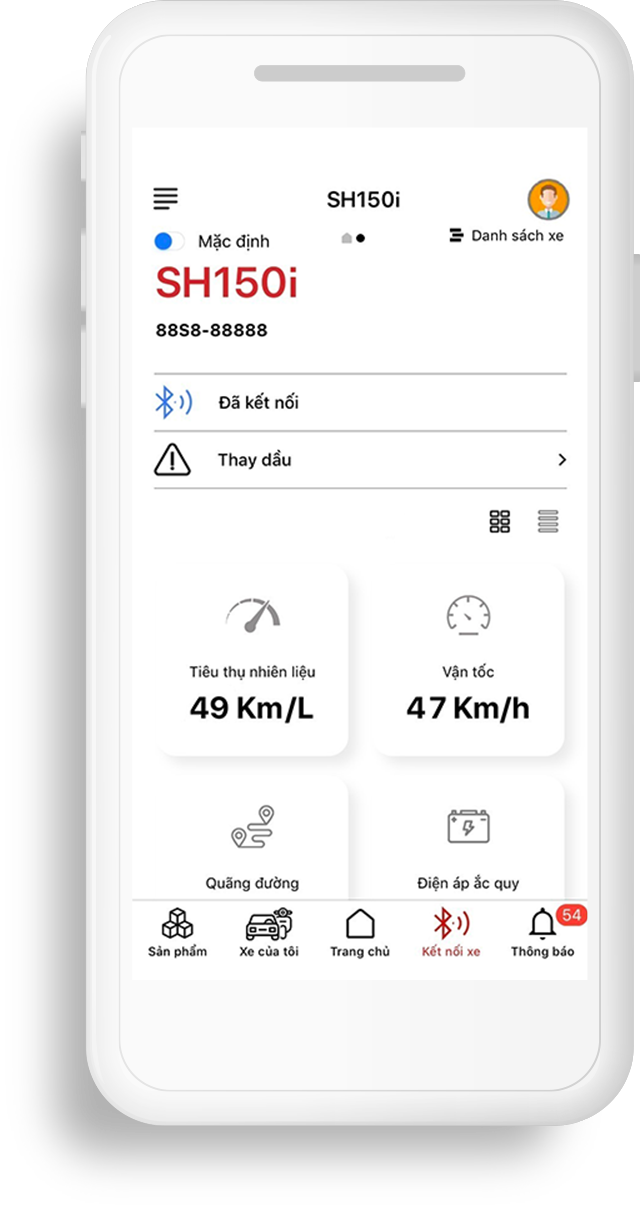 SH150i
Mặc định
Danh sách xe
SH150i
88S8-88888
Đã kết nối
Thay dầu
Tiêu thụ nhiên liệu
Vận tốc
49 Km/L
47 Km/h
Quãng đường
Điện áp ắc quy
54
Sản phẩm
Xe của tôi
Trang chủ
Kết nối xe
Thông báo